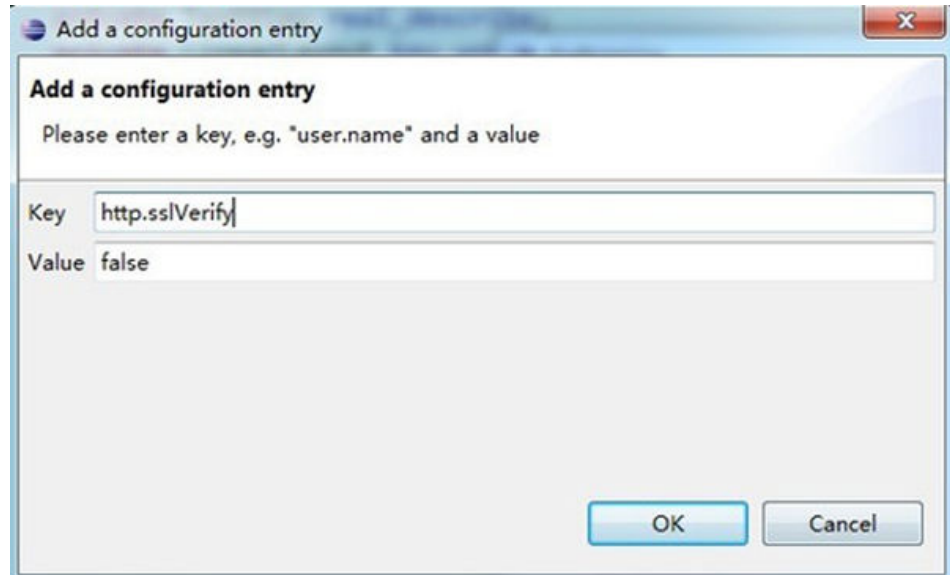 Add a configuration entry
Add a configuration entry
Please enter a key, e.g. "user.name" and a value
Key http.sslVerify
Value false
OK Cancel